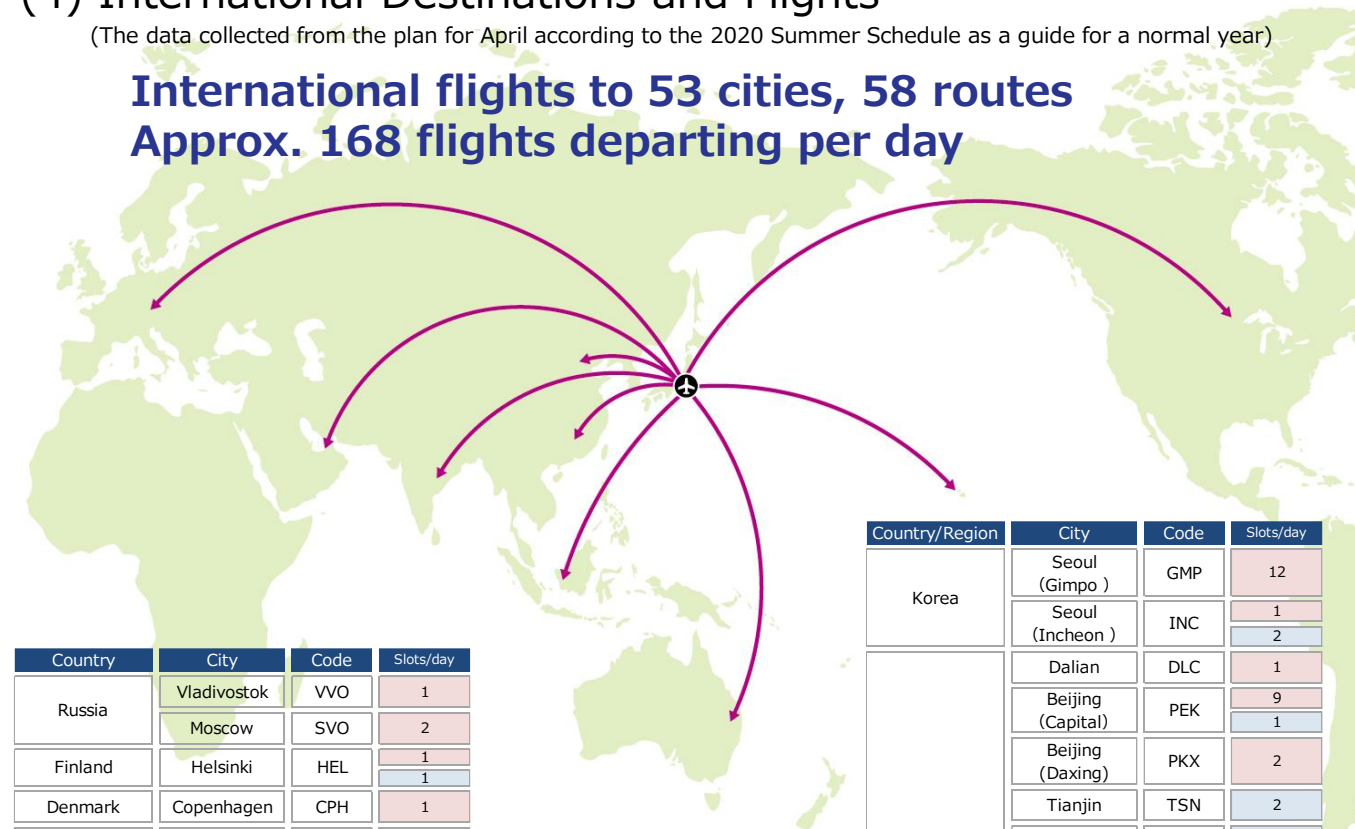 International Destinations and Flights
(The data collected from the plan for April according to the 2020 Summer Schedule as a guide for a normal year)
International flights to 53 cities, 58 routes
Approx. 168 flights departing per day
Country/Region City Code Slots/day
Korea
Seoul
(Gimpo )
GMP
12
Seoul
(Incheon )
INC
1
2
Dalian DLC 1
Beijing
(Capital)
PEK
9
1
Beijing
(Daxing)
PKX
2
Tianjin TSN 2
Country City Code Slots/day
Russia
Vladivostok VVO 1
Moscow SVO 2
Finland Helsinki HEL
1
1
Denmark Copenhagen CPH 1